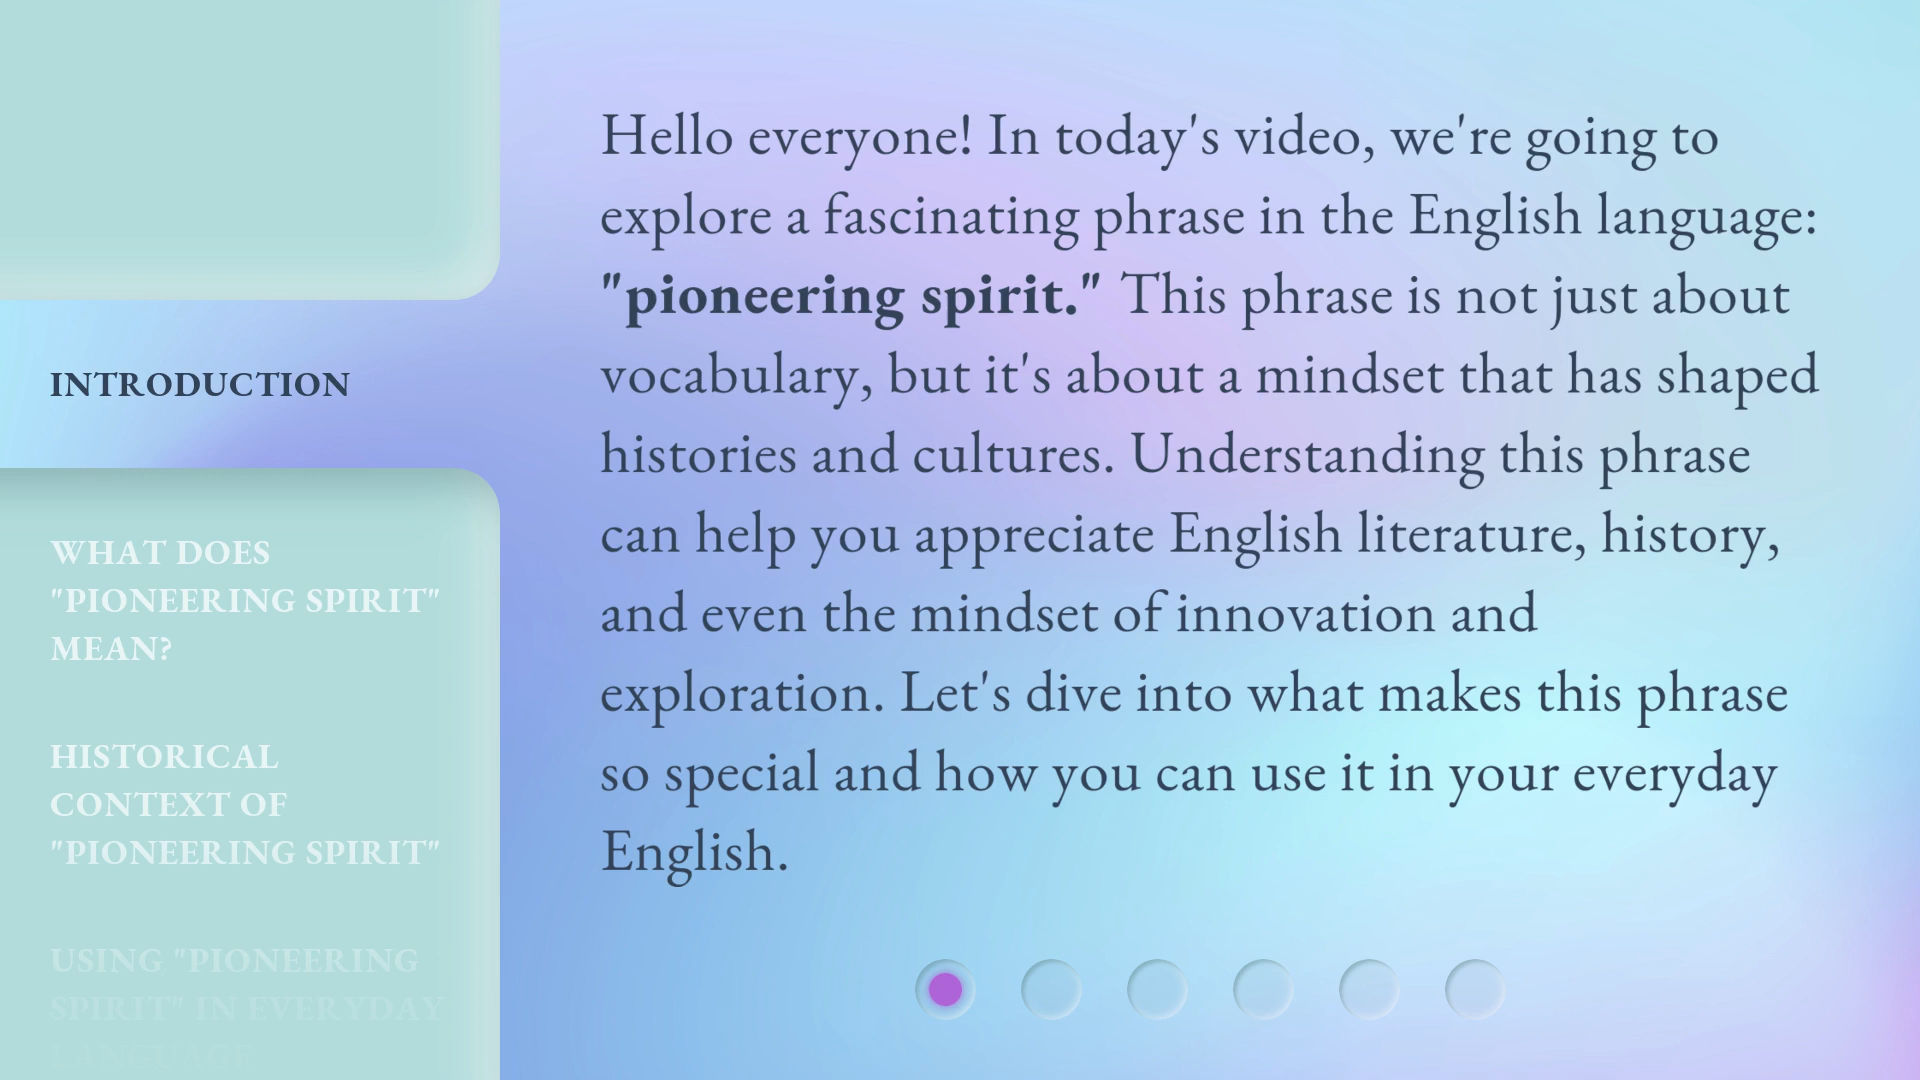 INTRODUCTION
WHAT DOES
"PIONEERING SPIRIT"
MEAN?
HISTORICAL
CONTEXT OF
"PIONEERING SPIRIT"
USING "PIONEERING
SPIRIT" IN EVERYDAY
LANGUAGE
Hello everyone! In today's video, we're going to
explore a fascinating phrase in the English language:
"pioneering spirit." This phrase is not just about
vocabulary, but it's about a mindset that has shaped
histories and cultures. Understanding this phrase
can help you appreciate English literature, history,
and even the mindset of innovation and
exploration. Let's dive into what makes this phrase
so special and how you can use it in your everyday
English.